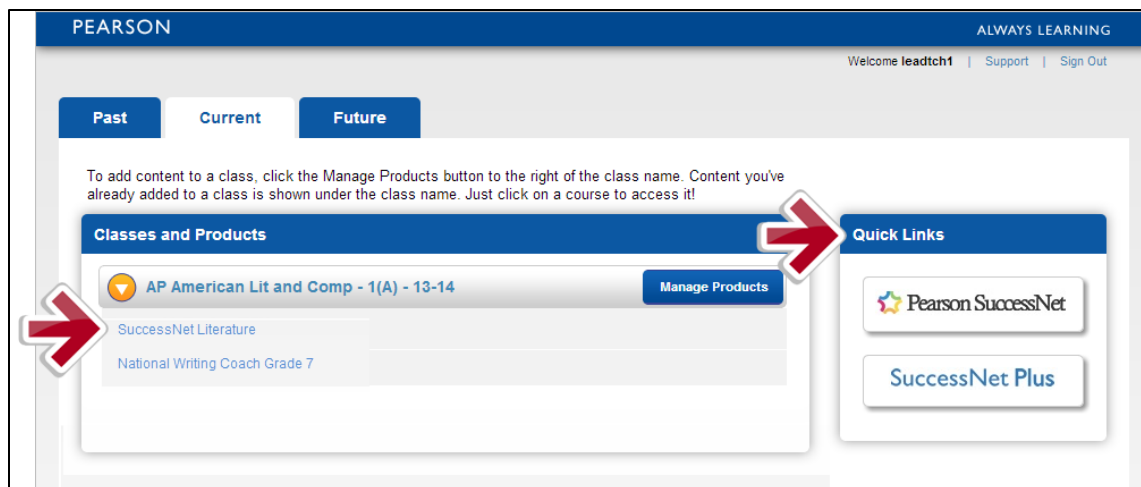 PEARSON
ALWAYS LEARNING
Welcome leadtch1 | Support | Sign Out
Past
Current
Future
To add content to a class, click the Manage Products button to the right of the class name. Content you've
already added to a class is shown under the class name. Just click on a course to access it!
Classes and Products
AP American Lit and Comp - 1(A) - 13-14
Manage Products
SuccessNet Literature
National Writing Coach Grade 7
Quick Links
Pearson SuccessNet
SuccessNet Plus